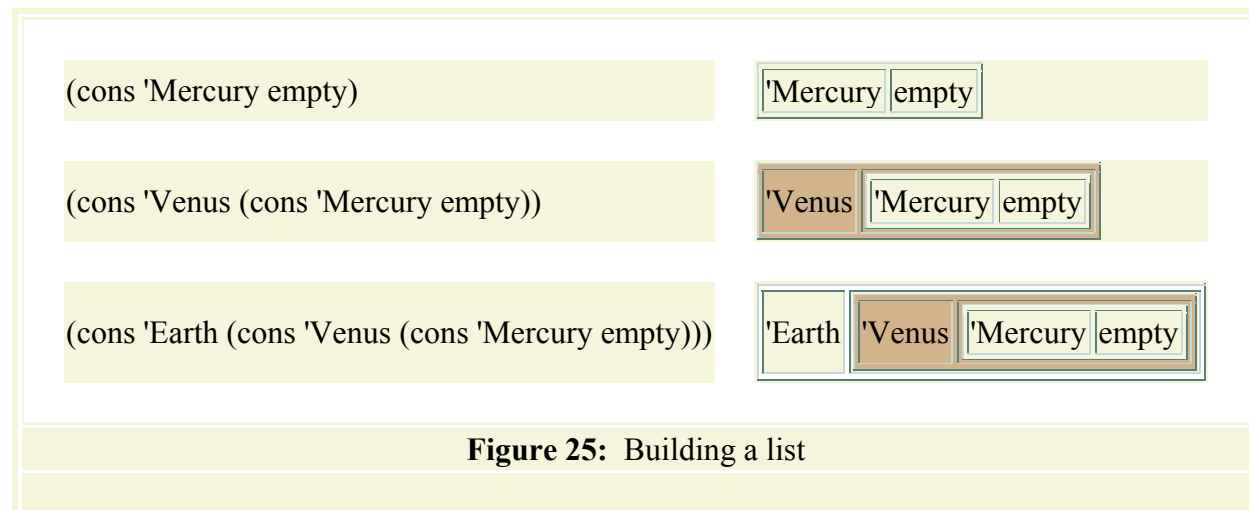 (cons 'Mercury empty) 'Mercury empty
(cons 'Venus (cons 'Mercury empty)) 'Venus 'Mercury empty
(cons 'Earth (cons 'Venus (cons 'Mercury empty))) 'Earth 'Venus 'Mercury empty
Figure 25: Building a list